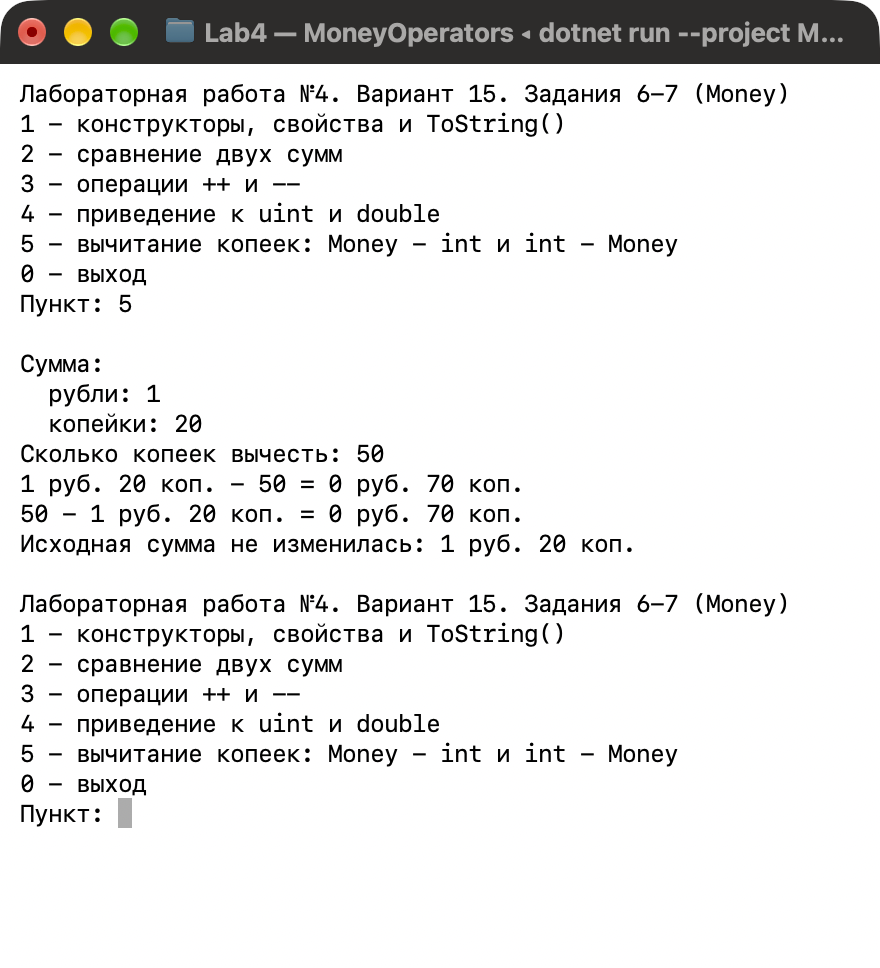 Lab4 — MoneyOperators ◂ dotnet run --project M...
Лабораторная работа №4. Вариант 15. Задания 6–7 (Money)
1 – конструкторы, свойства и ToString()
2 – сравнение двух сумм
3 – операции ++ и --
4 – приведение к uint и double
5 – вычитание копеек: Money – int и int – Money
0 – выход
Пункт: 5
Сумма:
рубли: 1
копейки: 20
Сколько копеек вычесть: 50
1 руб. 20 коп. – 50 = 0 руб. 70 коп.
50 – 1 руб. 20 коп. = 0 руб. 70 коп.
Исходная сумма не изменилась: 1 руб. 20 коп.
Лабораторная работа №4. Вариант 15. Задания 6–7 (Money)
1 – конструкторы, свойства и ToString()
2 – сравнение двух сумм
3 – операции ++ и --
4 – приведение к uint и double
5 – вычитание копеек: Money – int и int – Money
0 – выход
Пункт: